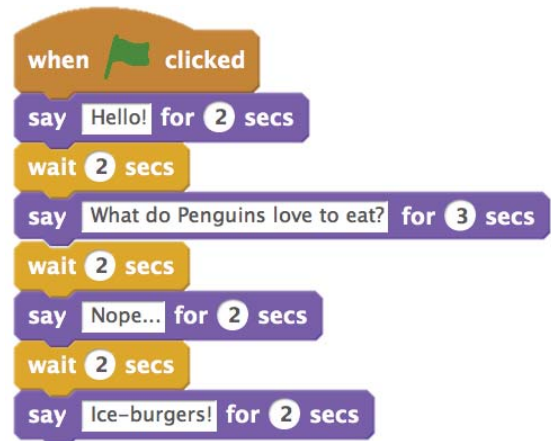 when clicked
say Hello! for 2 secs
wait 2 secs
say What do Penguins love to eat? for 3 secs
wait 2 secs
say Nope... for 2 secs
wait 2 secs
say Ice-burgers! for 2 secs